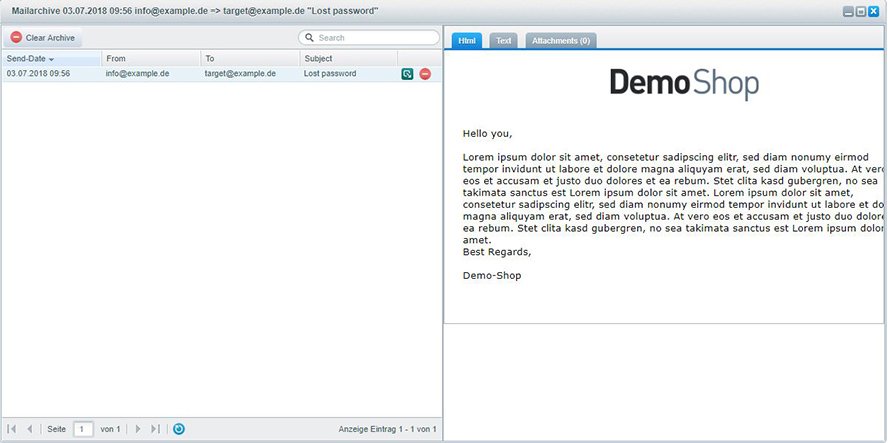 Mailarchive 03.07.2018 09:56 info@example.de => target@example.de "Lost password"
Clear Archive
Search
Send-Date From To Subject
03.07.2018 09:56 info@example.de target@example.de Lost password
Seite 1 von 1
Anzeige Eintrag 1 - 1 von 1
Html Text Attachments (0)
DemoShop
Hello you,
Lorem ipsum dolor sit amet, consetetur sadipscing elitr, sed diam nonumy eirmod
tempor invidunt ut labore et dolore magna aliquyam erat, sed diam voluptua. At vero
eos et accusam et justo duo dolores et ea rebum. Stet clita kasd gubergren, no sea
takimata sanctus est Lorem ipsum dolor sit amet. Lorem ipsum dolor sit amet,
consetetur sadipscing elitr, sed diam nonumy eirmod tempor invidunt ut labore et do
magna aliquyam erat, sed diam voluptua. At vero eos et accusam et justo duo dolore
ea rebum. Stet clita kasd gubergren, no sea takimata sanctus est Lorem ipsum dolor
amet.
Best Regards,
Demo-Shop